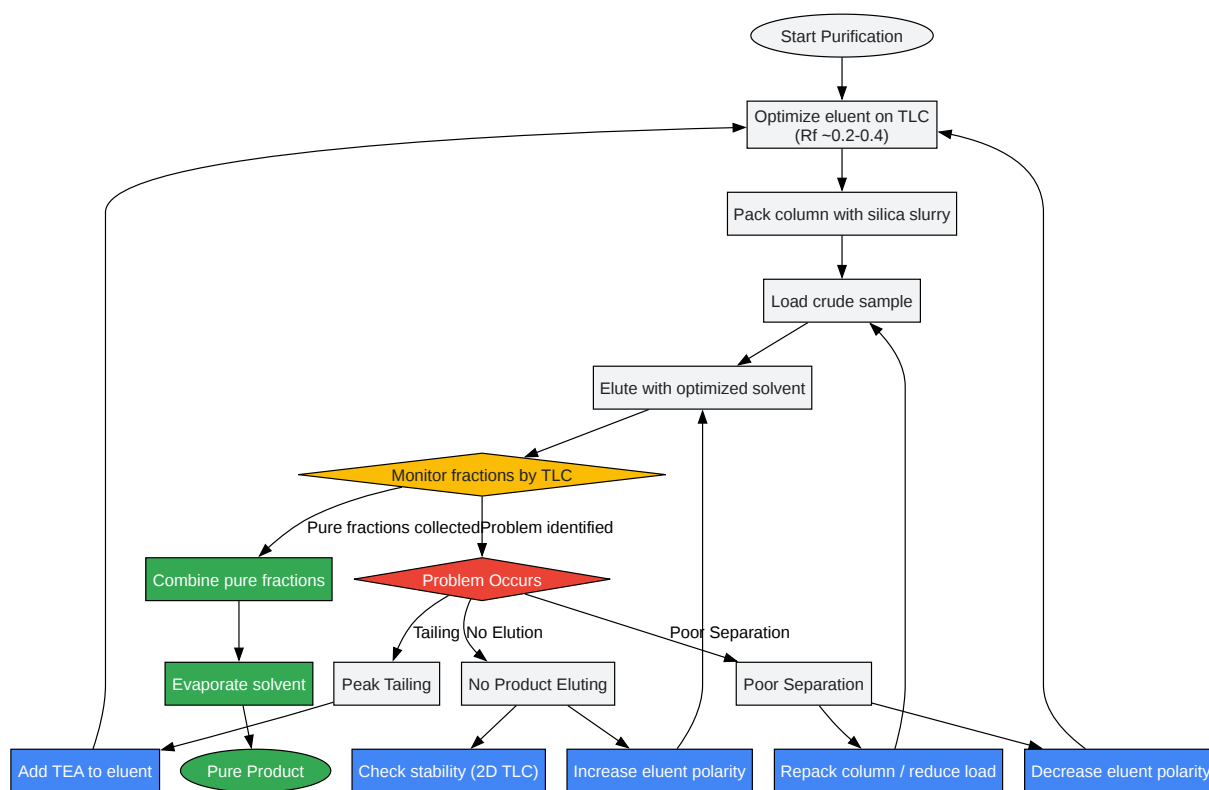 Start Purification
Optimize eluent on TLC
(Rf ~0.2-0.4)
Pack column with silica slurry
Load crude sample
Elute with optimized solvent
Monitor fractions by TLC
Pure fractions collected
Problem identified
Combine pure fractions
Problem Occurs
Tailing
No Elution
Poor Separation
Evaporate solvent
Peak Tailing
No Product Eluting
Poor Separation
Add TEA to eluent
Pure Product
Check stability (2D TLC)
Increase eluent polarity
Repack column / reduce load
Decrease eluent polarity